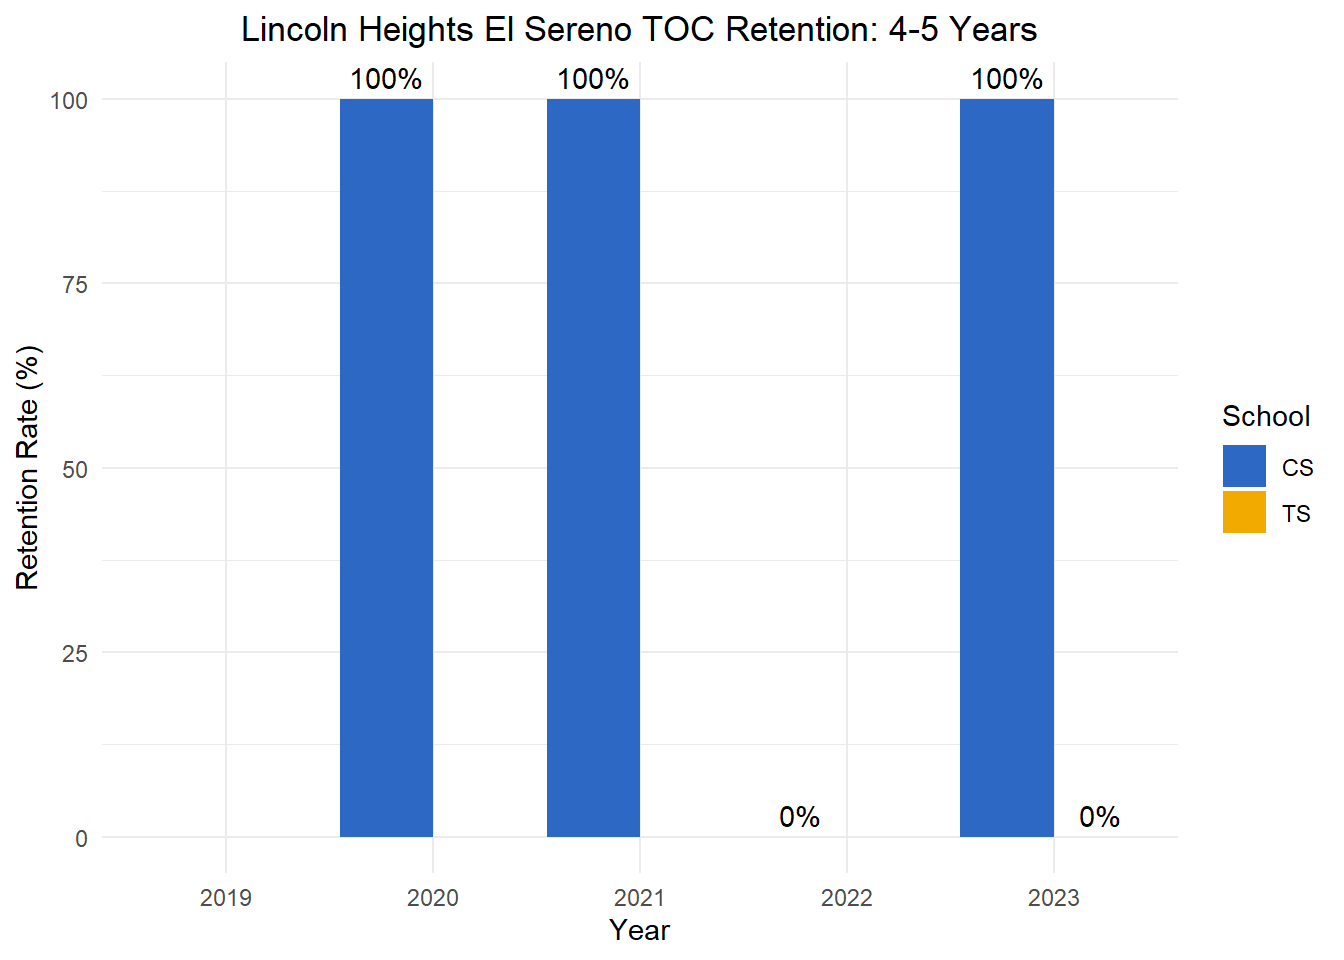 Lincoln Heights El Sereno TOC Retention: 4-5 Years
100% 100% 100%
100
75
50
25
0
0% 0%
Retention Rate (%)
2019 2020 2021 2022 2023
Year
School
CS
TS